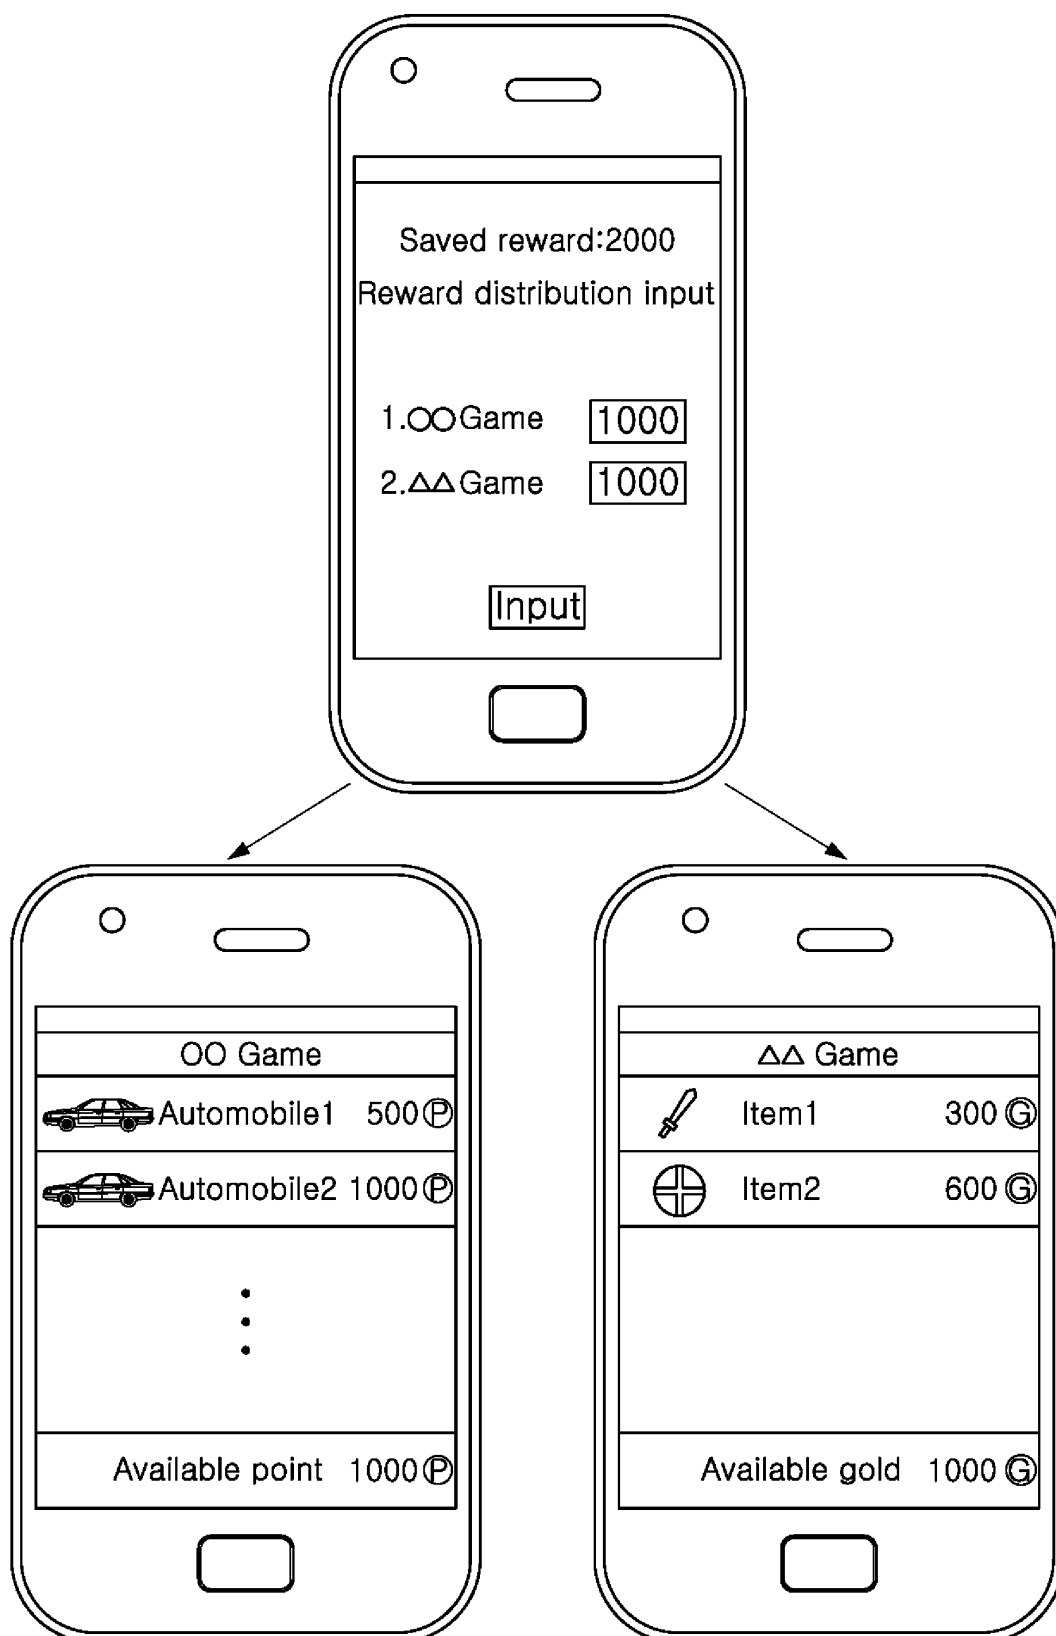 Saved reward:2000
Reward distribution input
1.○○Game 1000
2.△△Game 1000
Input
○○ Game
Automobile1 500Ⓟ
Automobile2 1000Ⓟ
Available point 1000Ⓟ
△△ Game
Item1 300Ⓖ
Item2 600Ⓖ
Available gold 1000Ⓖ